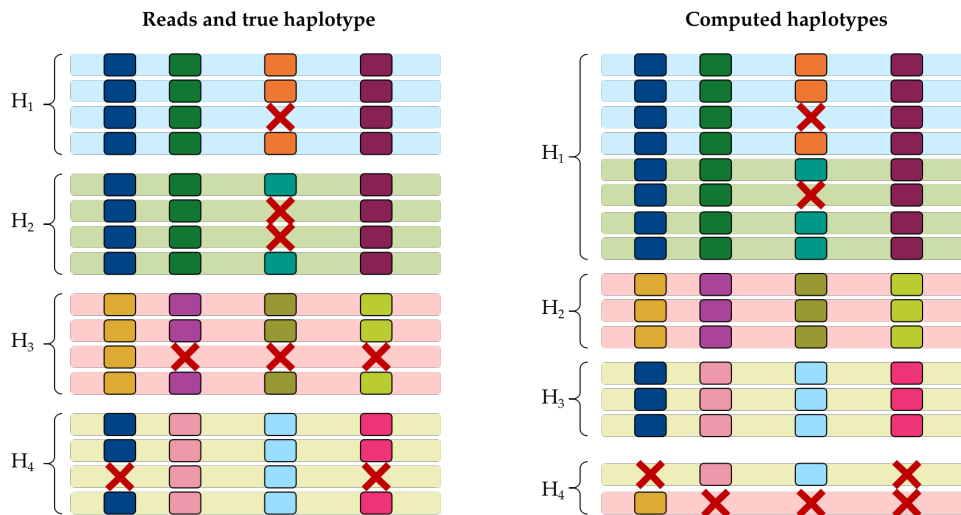 Reads and true haplotype
H₁
H₂
H₃
H₄
Computed haplotypes
H₁
H₂
H₃
H₄